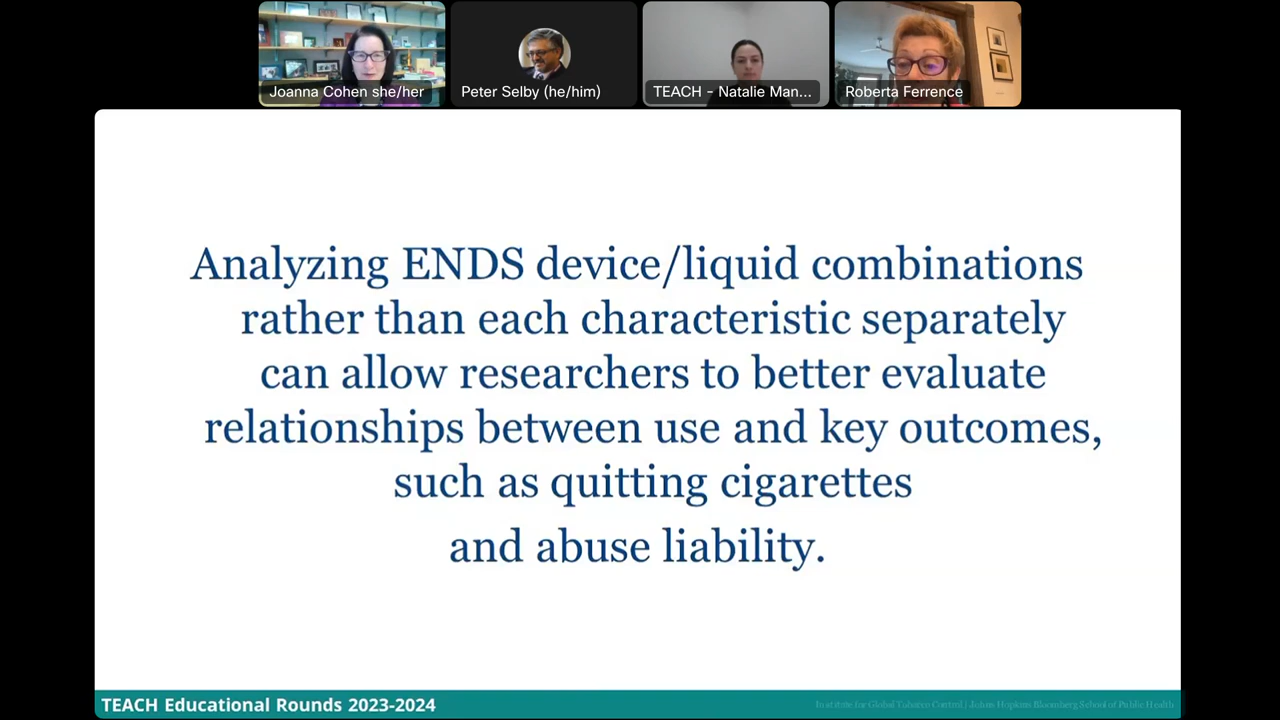 Joanna Cohen she/her
Peter Selby (he/him)
TEACH - Natalie Man...
Roberta Ferrence
Analyzing ENDS device/liquid combinations
rather than each characteristic separately
can allow researchers to better evaluate
relationships between use and key outcomes,
such as quitting cigarettes
and abuse liability.
TEACH Educational Rounds 2023-2024
Institute for Global Tobacco Control | Johns Hopkins Bloomberg School of Public Health